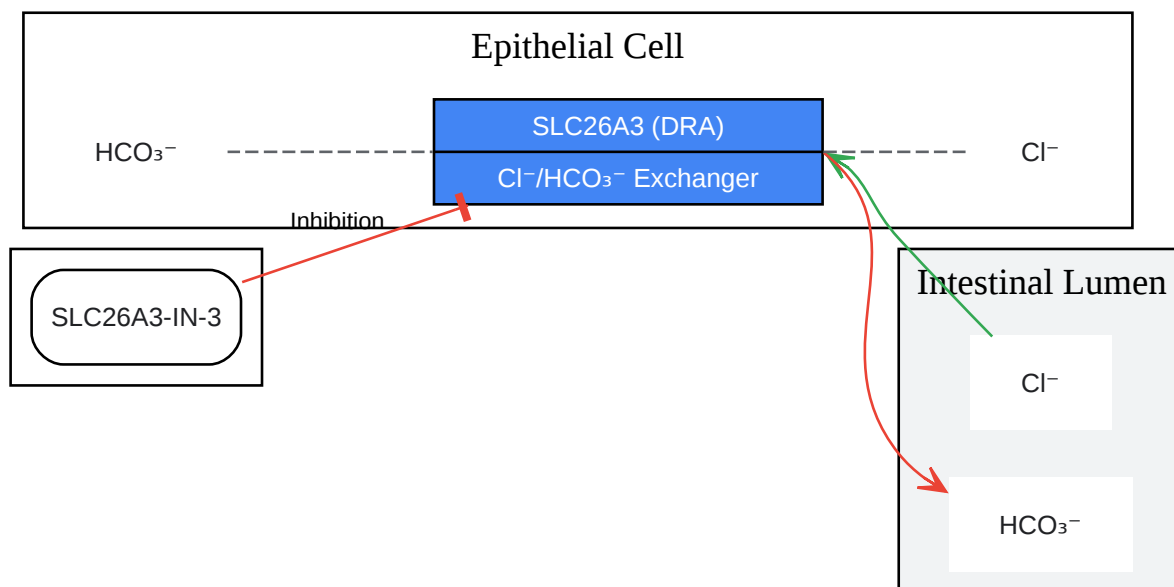 Epithelial Cell
SLC26A3 (DRA)
HCO₃⁻
Cl⁻
Cl⁻/HCO₃⁻ Exchanger
Inhibition
SLC26A3-IN-3
Intestinal Lumen
Cl⁻
HCO₃⁻